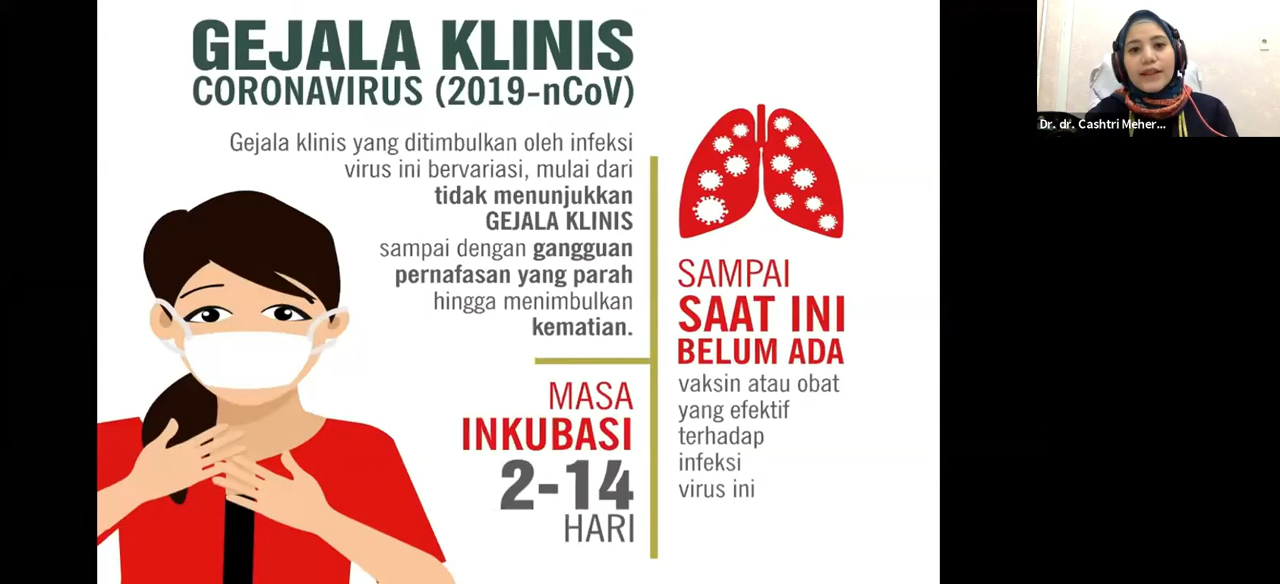 GEJALA KLINIS
CORONAVIRUS (2019-nCoV)
Gejala klinis yang ditimbulkan oleh infeksi
virus ini bervariasi, mulai dari
tidak menunjukkan
GEJALA KLINIS
sampai dengan gangguan
pernafasan yang parah
hingga menimbulkan
kematian.
MASA
INKUBASI
2-14
HARI
SAMPAI
SAAT INI
BELUM ADA
vaksin atau obat
yang efektif
terhadap
infeksi
virus ini
Dr. dr. Cashtri Meher...